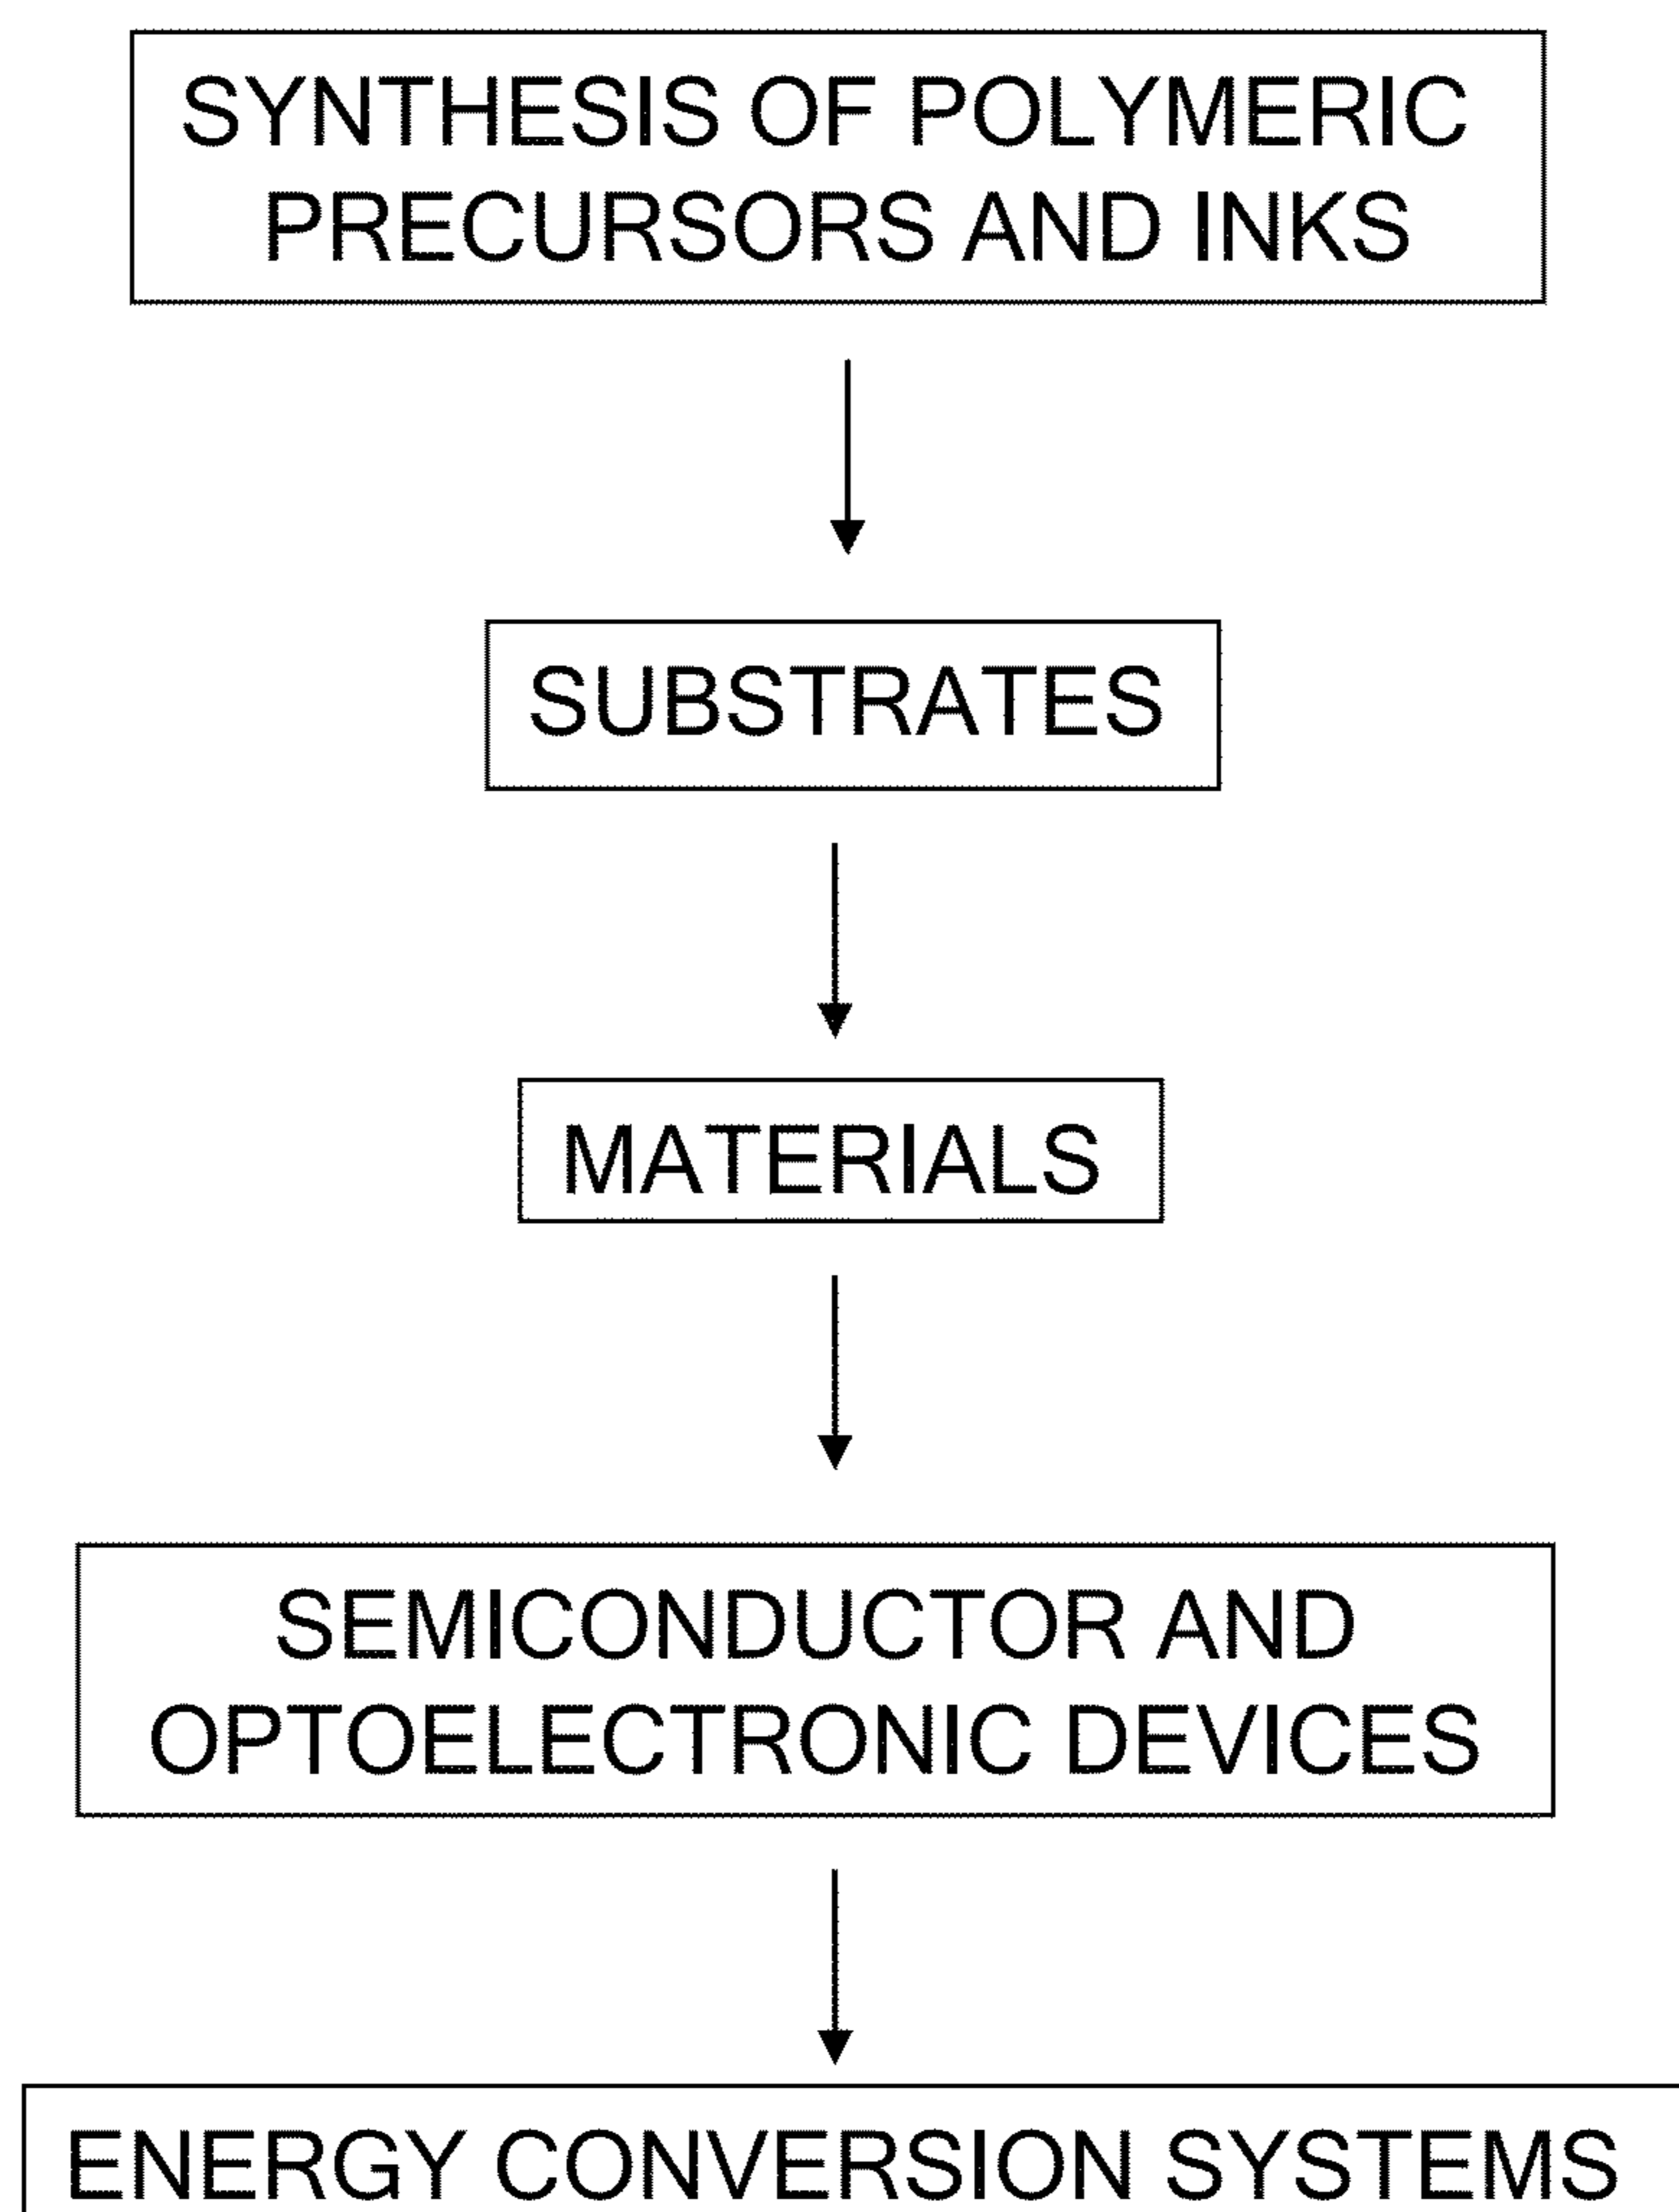 SYNTHESIS OF POLYMERIC
PRECURSORS AND INKS
SUBSTRATES
MATERIALS
SEMICONDUCTOR AND
OPTOELECTRONIC DEVICES
ENERGY CONVERSION SYSTEMS